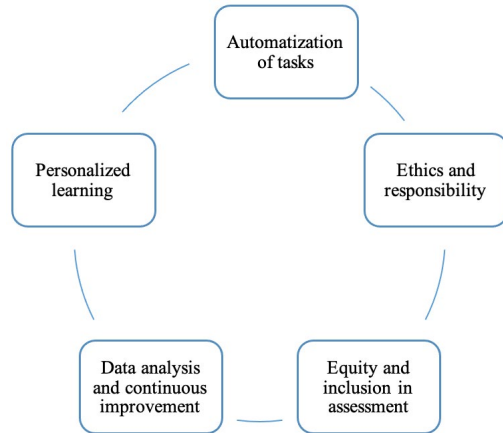 Automatization
of tasks
Ethics and
responsibility
Equity and
inclusion in
assessment
Data analysis
and continuous
improvement
Personalized
learning